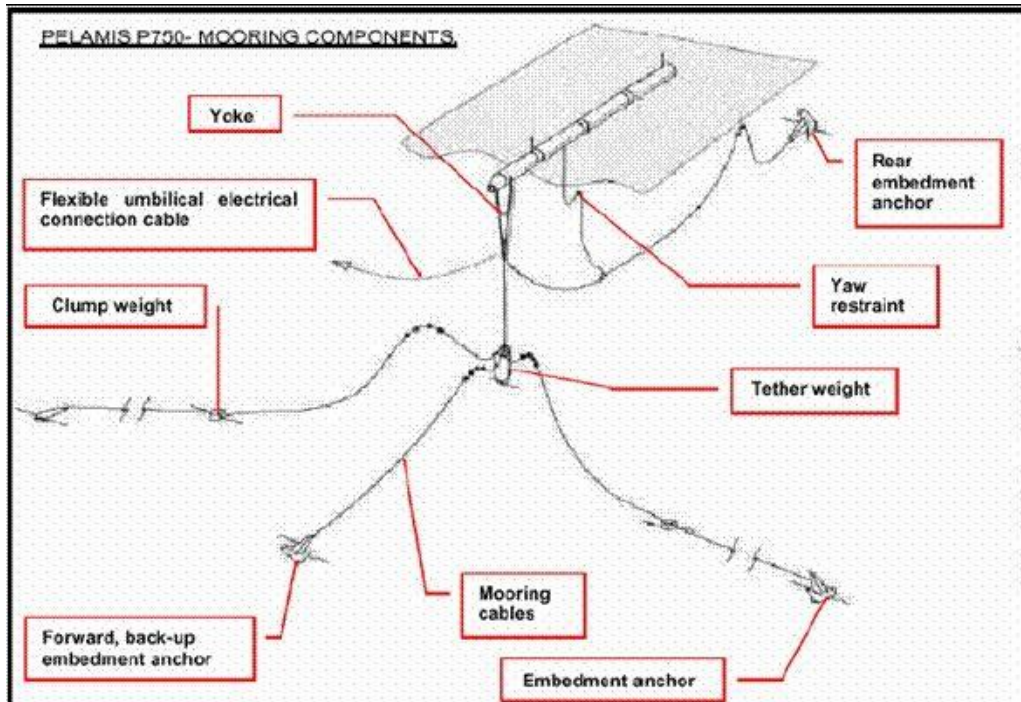 PELAMIS P750- MOORING COMPONENTS
Yoke
Flexible umbilical electrical
connection cable
Clump weight
Rear
embedment
anchor
Yaw
restraint
Tether weight
Mooring
cables
Forward, back-up
embedment anchor
Embedment anchor